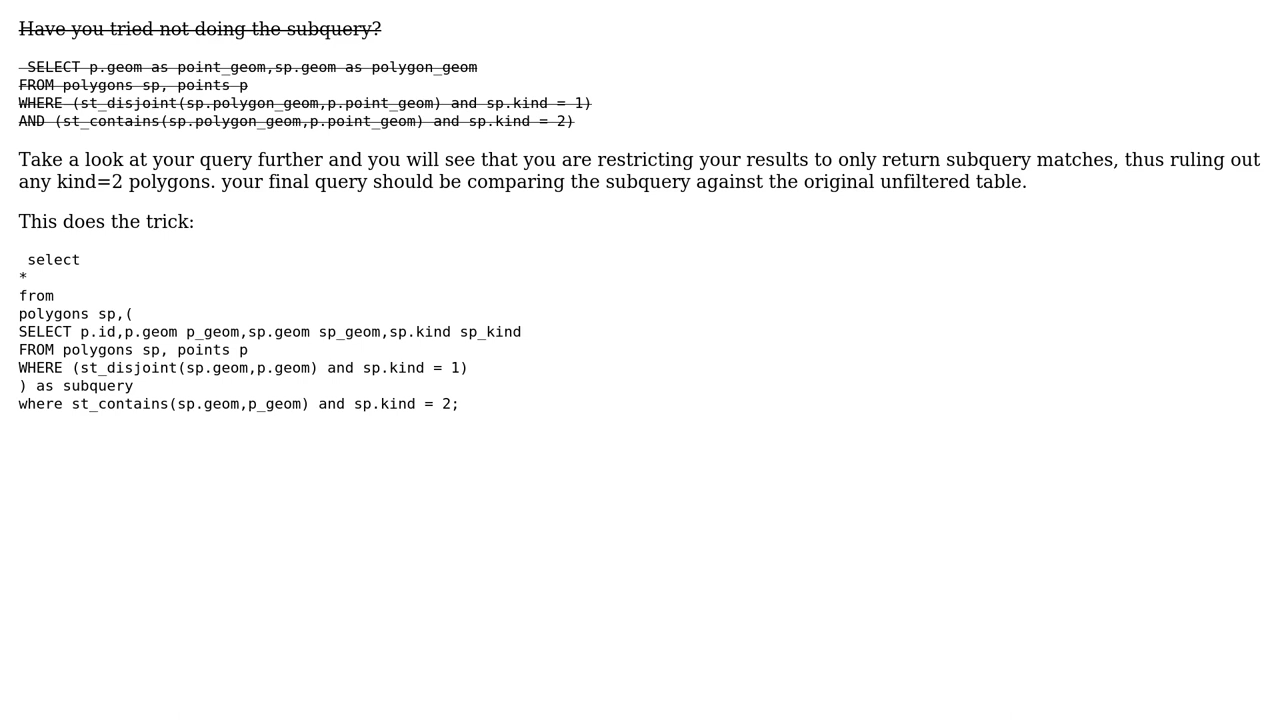 Have you tried not doing the subquery?
SELECT p.geom as point_geom,sp.geom as polygon_geom
FROM polygons sp, points p
WHERE (st_disjoint(sp.polygon_geom,p.point_geom) and sp.kind = 1)
AND (st_contains(sp.polygon_geom,p.point_geom) and sp.kind = 2)
Take a look at your query further and you will see that you are restricting your results to only return subquery matches, thus ruling out
any kind=2 polygons. your final query should be comparing the subquery against the original unfiltered table.
This does the trick:
select
*
from
polygons sp,(
SELECT p.id,p.geom p_geom,sp.geom sp_geom,sp.kind sp_kind
FROM polygons sp, points p
WHERE (st_disjoint(sp.geom,p.geom) and sp.kind = 1)
) as subquery
where st_contains(sp.geom,p_geom) and sp.kind = 2;